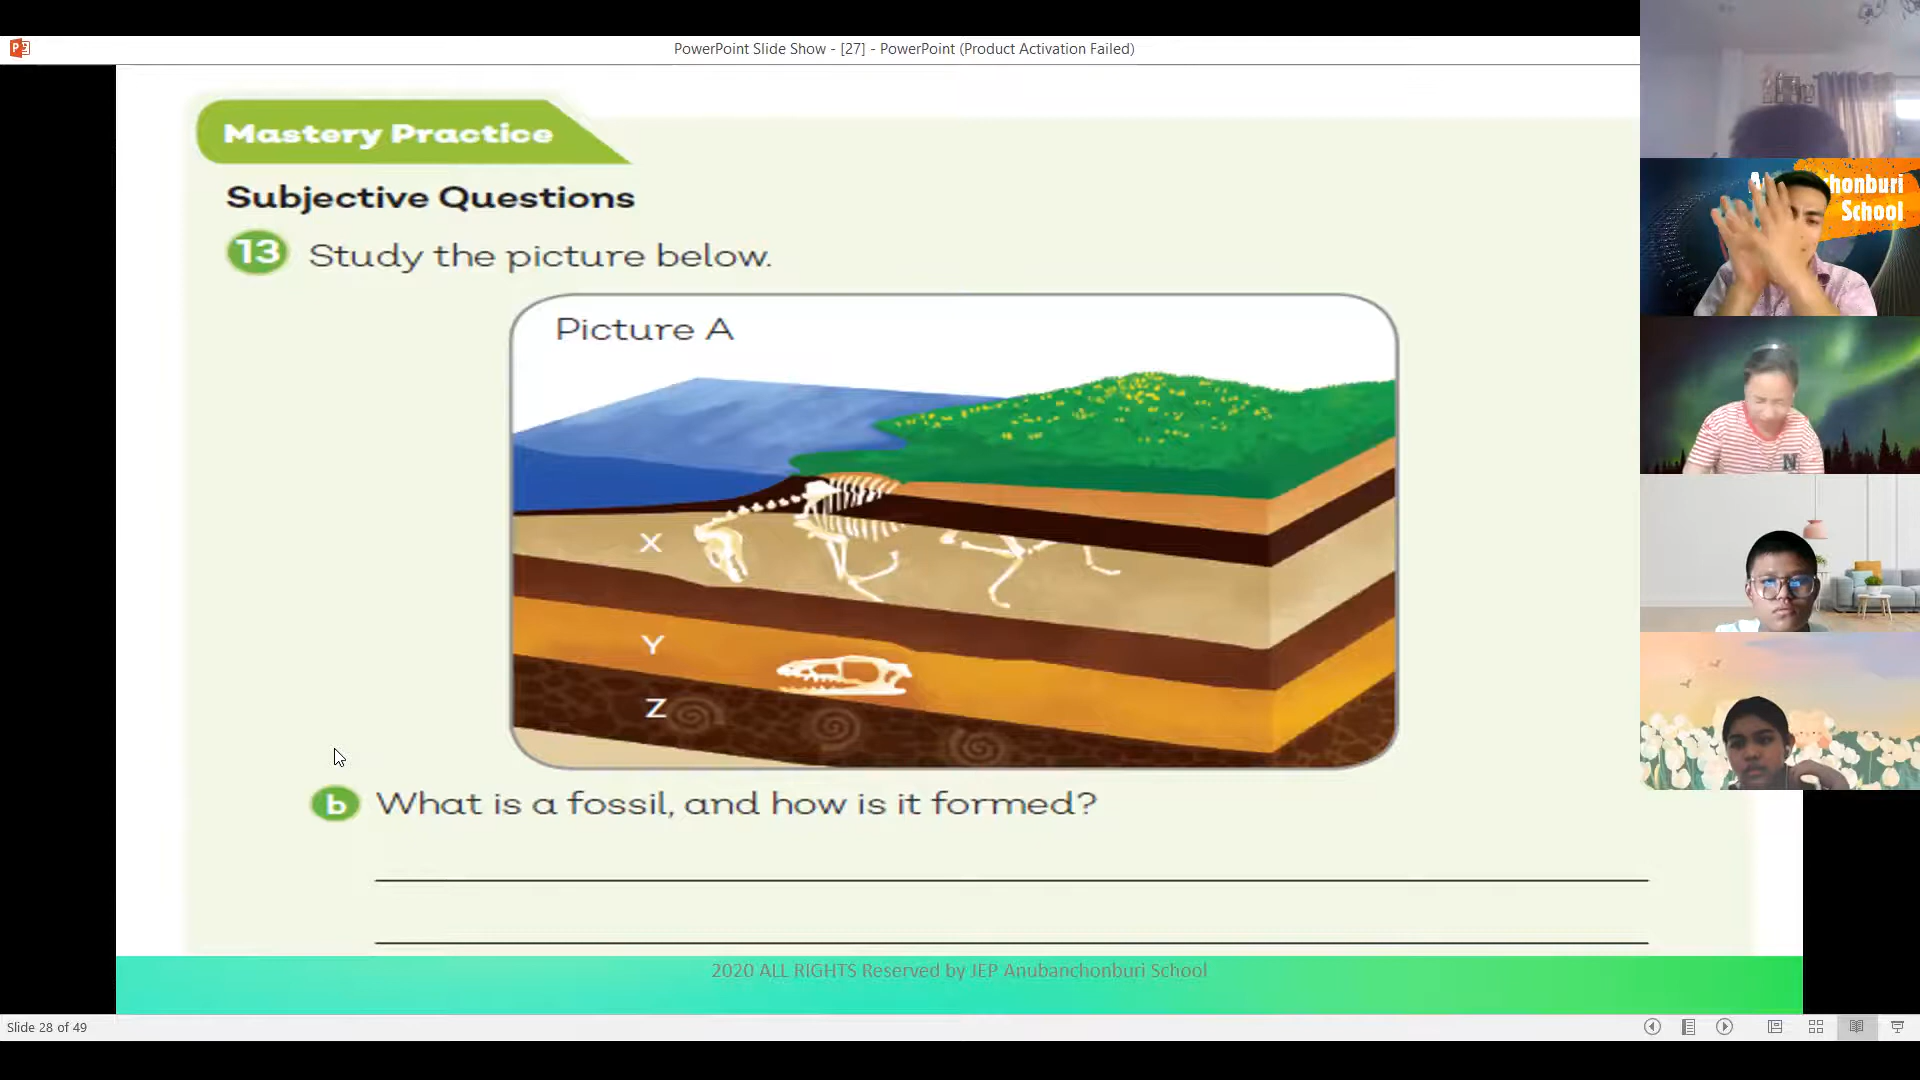 PowerPoint Slide Show - [27] - PowerPoint (Product Activation Failed)
Mastery Practice
Subjective Questions
13 Study the picture below.
Picture A
X
Y
Z
b What is a fossil, and how is it formed?
2020 ALL RIGHTS Reserved by JEP Anubanchonburi School
Slide 28 of 49
chonburi
School
N